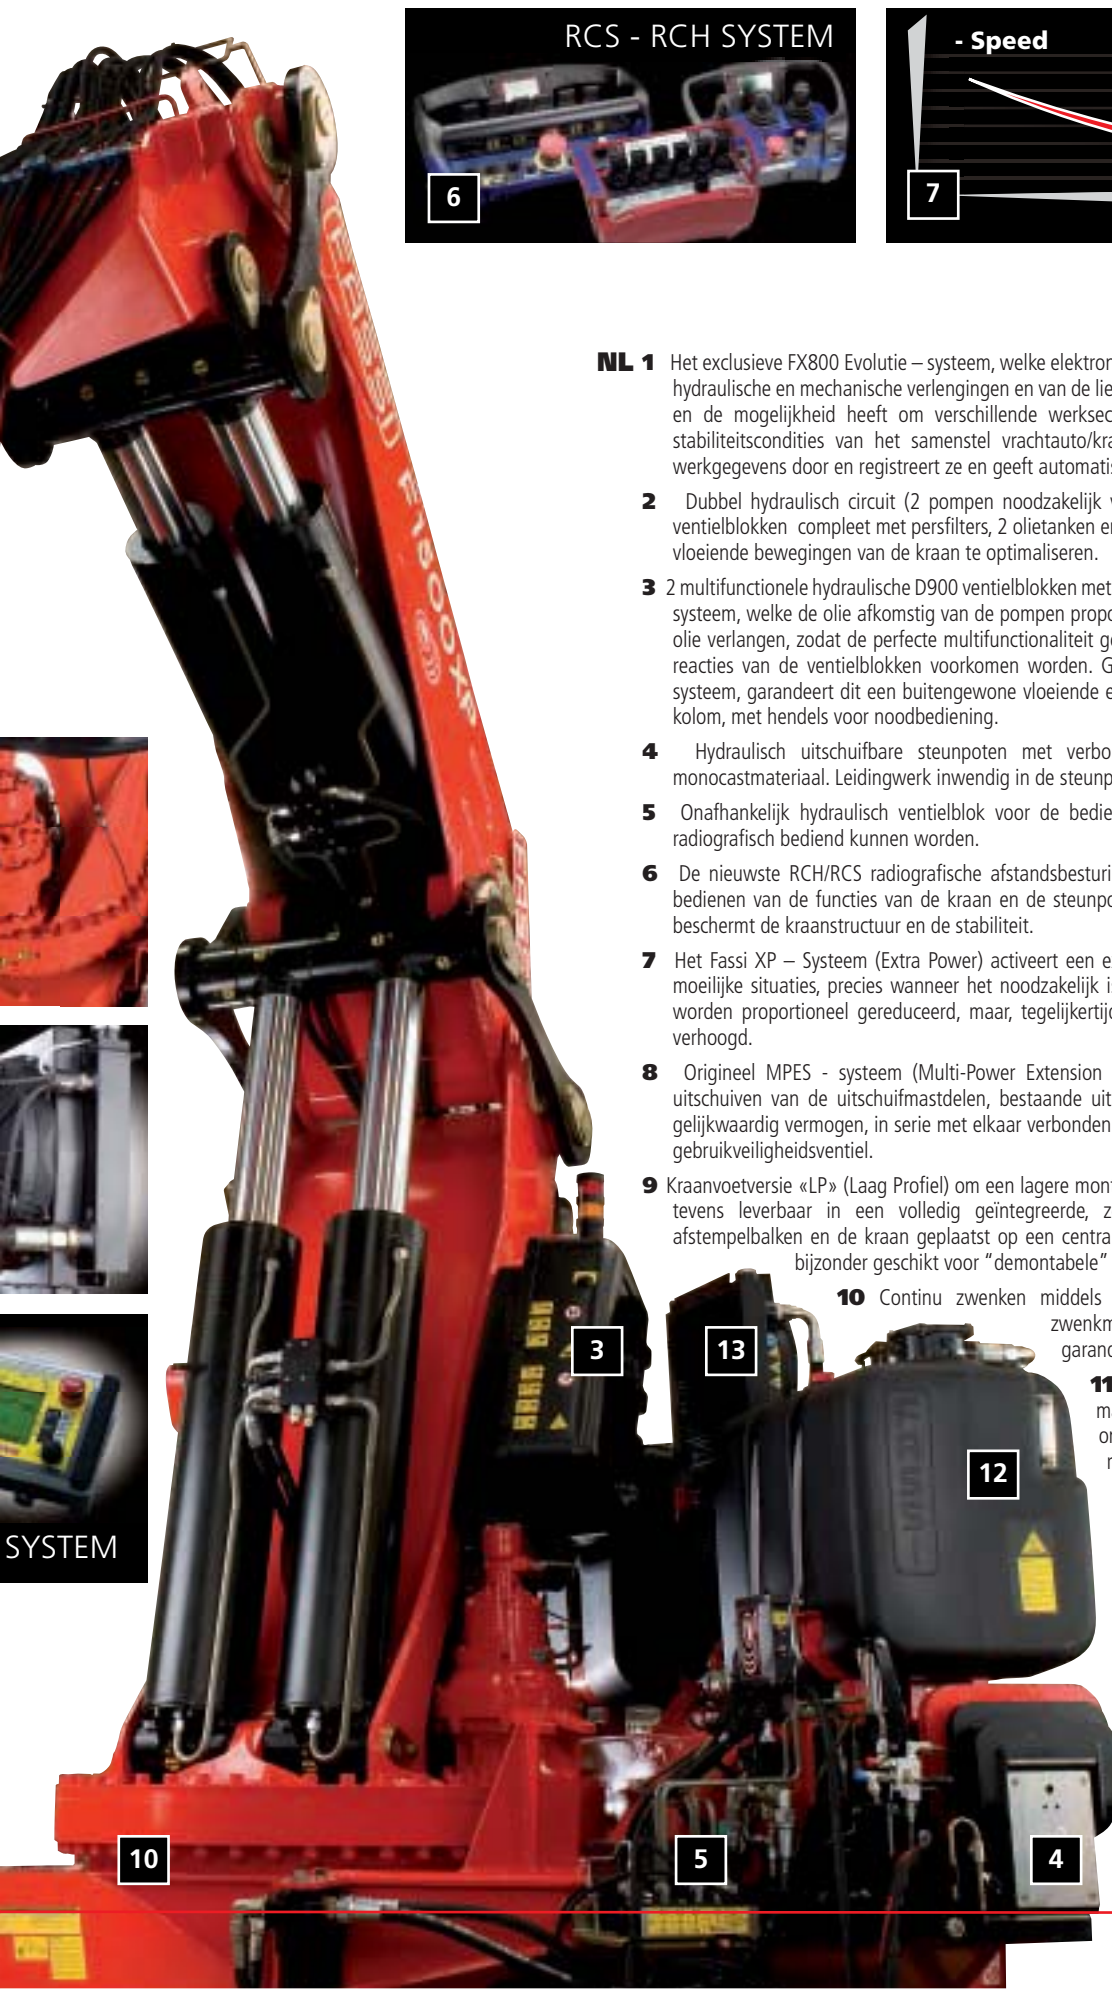 RCS - RCH SYSTEM
6
- Speed
7
FASSI F1800XP
NL 1 Het exclusieve FX800 Evolutie – systeem, welke elektron
hydraulische en mechanische verlengingen en van de lie
en de mogelijkheid heeft om verschillende werksec
stabiliteitscondities van het samenstel vrachtauto/kra
werkgegevens door en registreert ze en geeft automatis
2 Dubbel hydraulisch circuit (2 pompen noodzakelijk v
ventielblokken compleet met persfilters, 2 olietanken en
vloeiende bewegingen van de kraan te optimaliseren.
3 2 multifunctionele hydraulische D900 ventielblokken met
systeem, welke de olie afkomstig van de pompen propo
olie verlangen, zodat de perfecte multifunctionaliteit ge
reacties van de ventielblokken voorkomen worden. G
systeem, garandeert dit een buitengewone vloeiende e
kolom, met hendels voor noodbediening.
4 Hydraulisch uitschuifbare steunpoten met verbo
monocastmateriaal. Leidingwerk inwendig in de steunp
5 Onafhankelijk hydraulisch ventielblok voor de bedie
radiografisch bediend kunnen worden.
6 De nieuwste RCH/RCS radiografische afstandsbesturi
bedienen van de functies van de kraan en de steunpo
beschermt de kraanstructuur en de stabiliteit.
7 Het Fassi XP – Systeem (Extra Power) activeert een e
moeilijke situaties, precies wanneer het noodzakelijk is
worden proportioneel gereduceerd, maar, tegelijkertijd
verhoogd.
8 Origineel MPES - systeem (Multi-Power Extension
uitschuiven van de uitschuifmastdelen, bestaande uit
gelijkwaardig vermogen, in serie met elkaar verbonden
gebruikveiligheidsventiel.
9 Kraanvoetversie «LP» (Laag Profiel) om een lagere mont
tevens leverbaar in een volledig geïntegreerde, z
afstempelbalken en de kraan geplaatst op een centra
bijzonder geschikt voor “demontabele”
10 Continu zwenken middels
zwenkm
garand
11
ma
on
r
3
13
12
SYSTEM
10
5
4